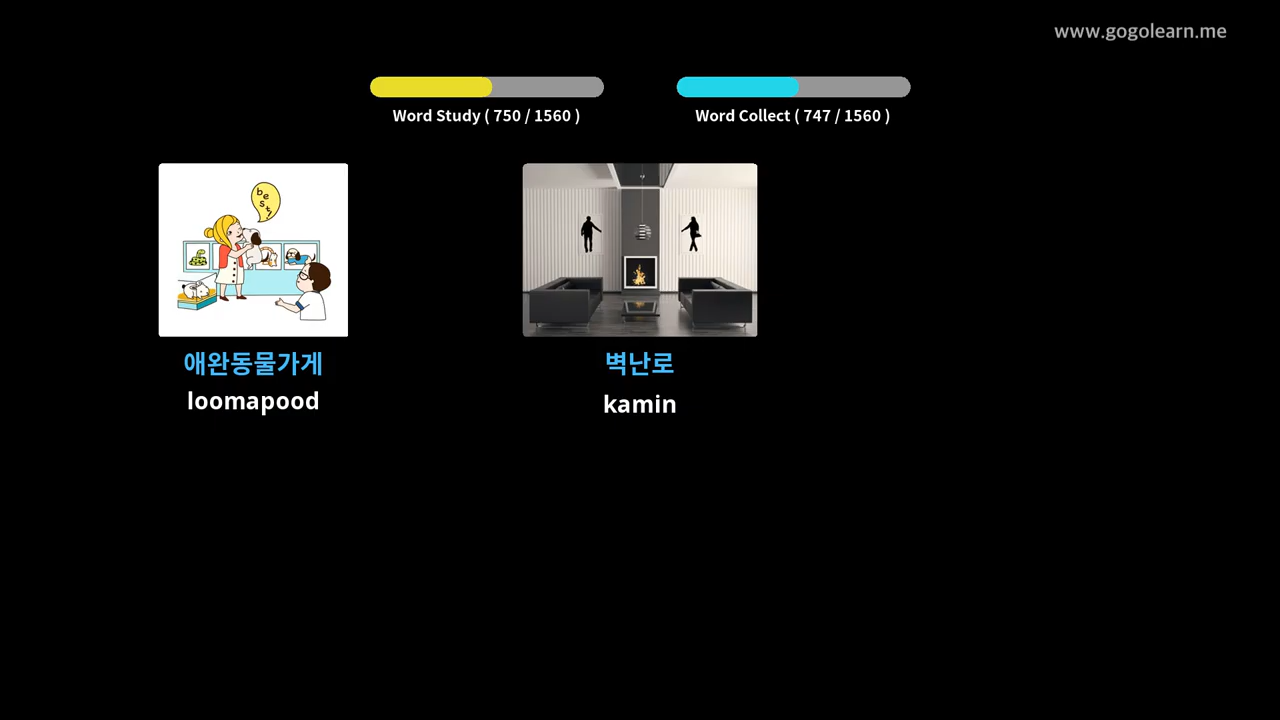 www.gogolearn.me
Word Study ( 750 / 1560 )
Word Collect ( 747 / 1560 )
best!
애완동물가게
loomapood
벽난로
kamin